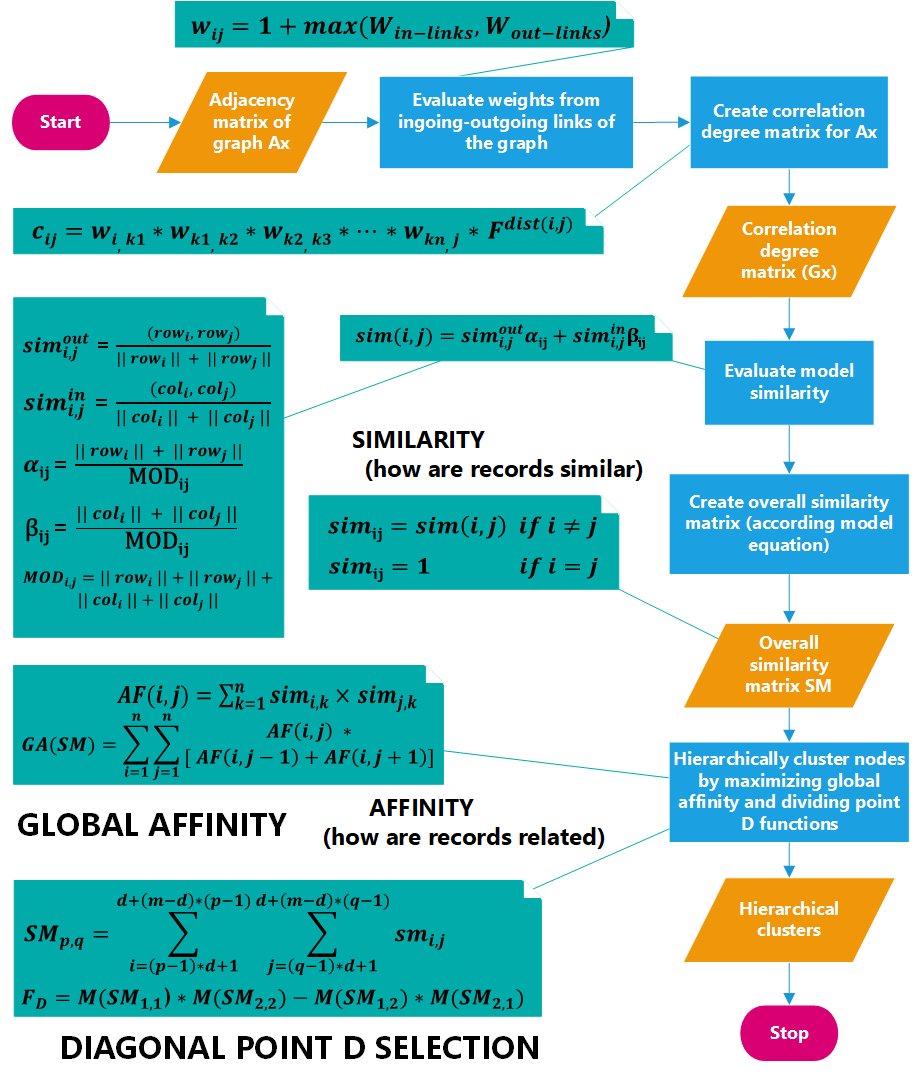 w_ij = 1 + max(W_in−links, W_out−links)
Start
Adjacency
matrix of
graph Ax
Evaluate weights from
ingoing-outgoing links of
the graph
Create correlation
degree matrix for Ax
c_ij = w_i, k1 * w_k1, k2 * w_k2, k3 * ⋯ * w_kn, j * F^dist(i,j)
Correlation
degree
matrix (Gx)
sim^out_i,j = (row_i, row_j) / (|| row_i || + || row_j ||)
sim^in_i,j = (col_i, col_j) / (|| col_i || + || col_j ||)
α_ij = (|| row_i || + || row_j ||) / MOD_ij
β_ij = (|| col_i || + || col_j ||) / MOD_ij
MOD_i,j = || row_i || + || row_j || +
|| col_i || + || col_j ||
sim(i, j) = sim^out_i,j α_ij + sim^in_i,j β_ij
Evaluate model
similarity
SIMILARITY
(how are records similar)
sim_ij = sim(i, j) if i ≠ j
sim_ij = 1 if i = j
Create overall similarity
matrix (according model
equation)
Overall
similarity
matrix SM
AF(i, j) = ∑^n_k=1 sim_i,k × sim_j,k
GA(SM) = ∑^n_i=1 ∑^n_j=1 AF(i, j) *
[ AF(i, j − 1) + AF(i, j + 1)]
Hierarchically cluster nodes
by maximizing global
affinity and dividing point
D functions
GLOBAL AFFINITY
AFFINITY
(how are records related)
SM_p,q = ∑^d+(m−d)*(p−1)_i=(p−1)*d+1 ∑^d+(m−d)*(q−1)_j=(q−1)*d+1 sm_i,j
F_D = M(SM_1,1) * M(SM_2,2) − M(SM_1,2) * M(SM_2,1)
Hierarchical
clusters
DIAGONAL POINT D SELECTION
Stop